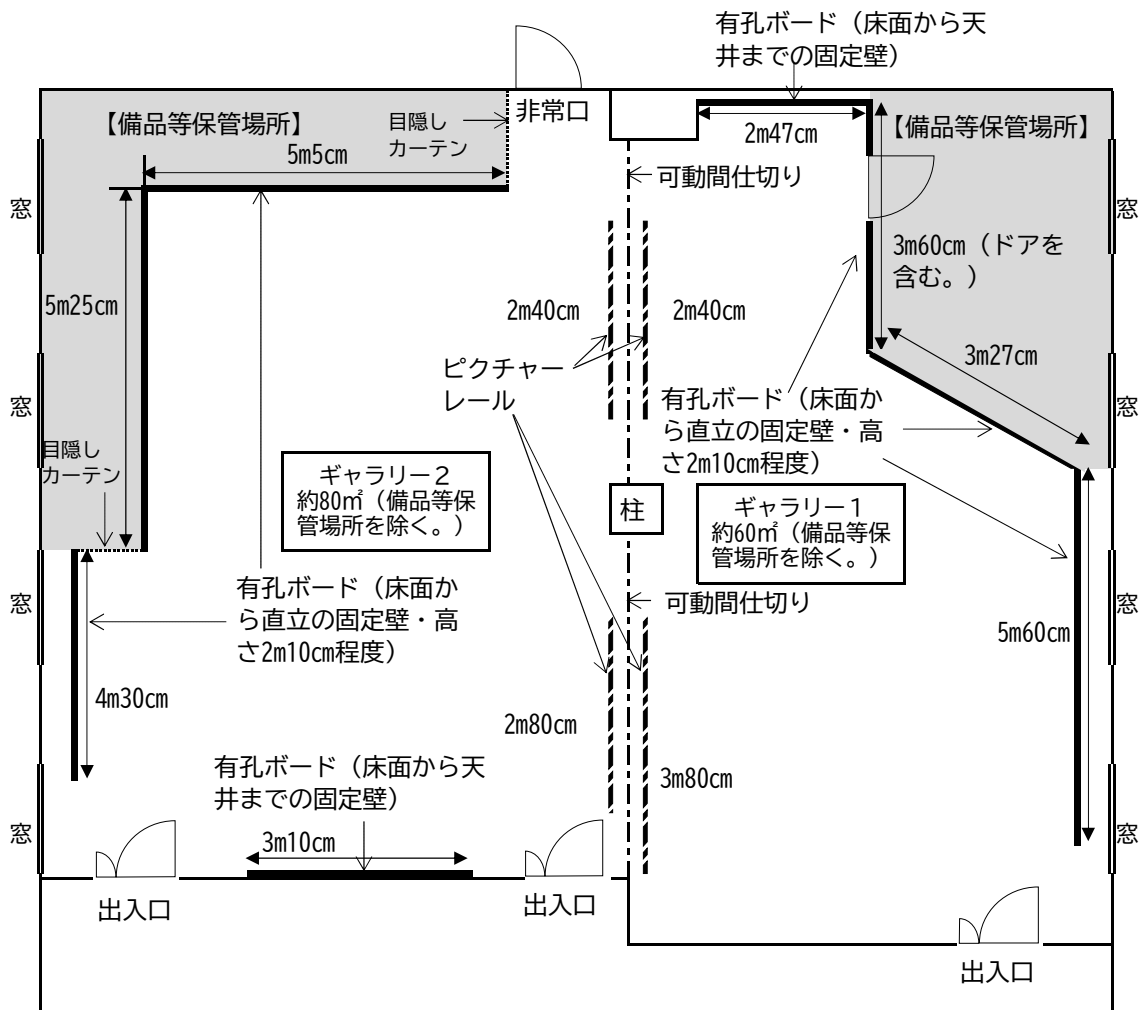 有孔ボード（床面から天
井までの固定壁）
非常口
【備品等保管場所】
目隠し
カーテン
5m5cm
2m47cm
【備品等保管場所】
可動間仕切り
窓
窓
3m60cm（ドアを
含む。）
5m25cm
2m40cm
2m40cm
3m27cm
ピクチャー
レール
窓
窓
有孔ボード（床面か
ら直立の固定壁・高
さ2m10cm程度）
目隠し
カーテン
ギャラリー２
約80㎡（備品等保
管場所を除く。）
柱
ギャラリー１
約60㎡（備品等保
管場所を除く。）
有孔ボード（床面か
ら直立の固定壁・高
さ2m10cm程度）
可動間仕切り
窓
窓
5m60cm
4m30cm
2m80cm
有孔ボード（床面から天
井までの固定壁）
3m80cm
3m10cm
窓
窓
出入口
出入口
出入口